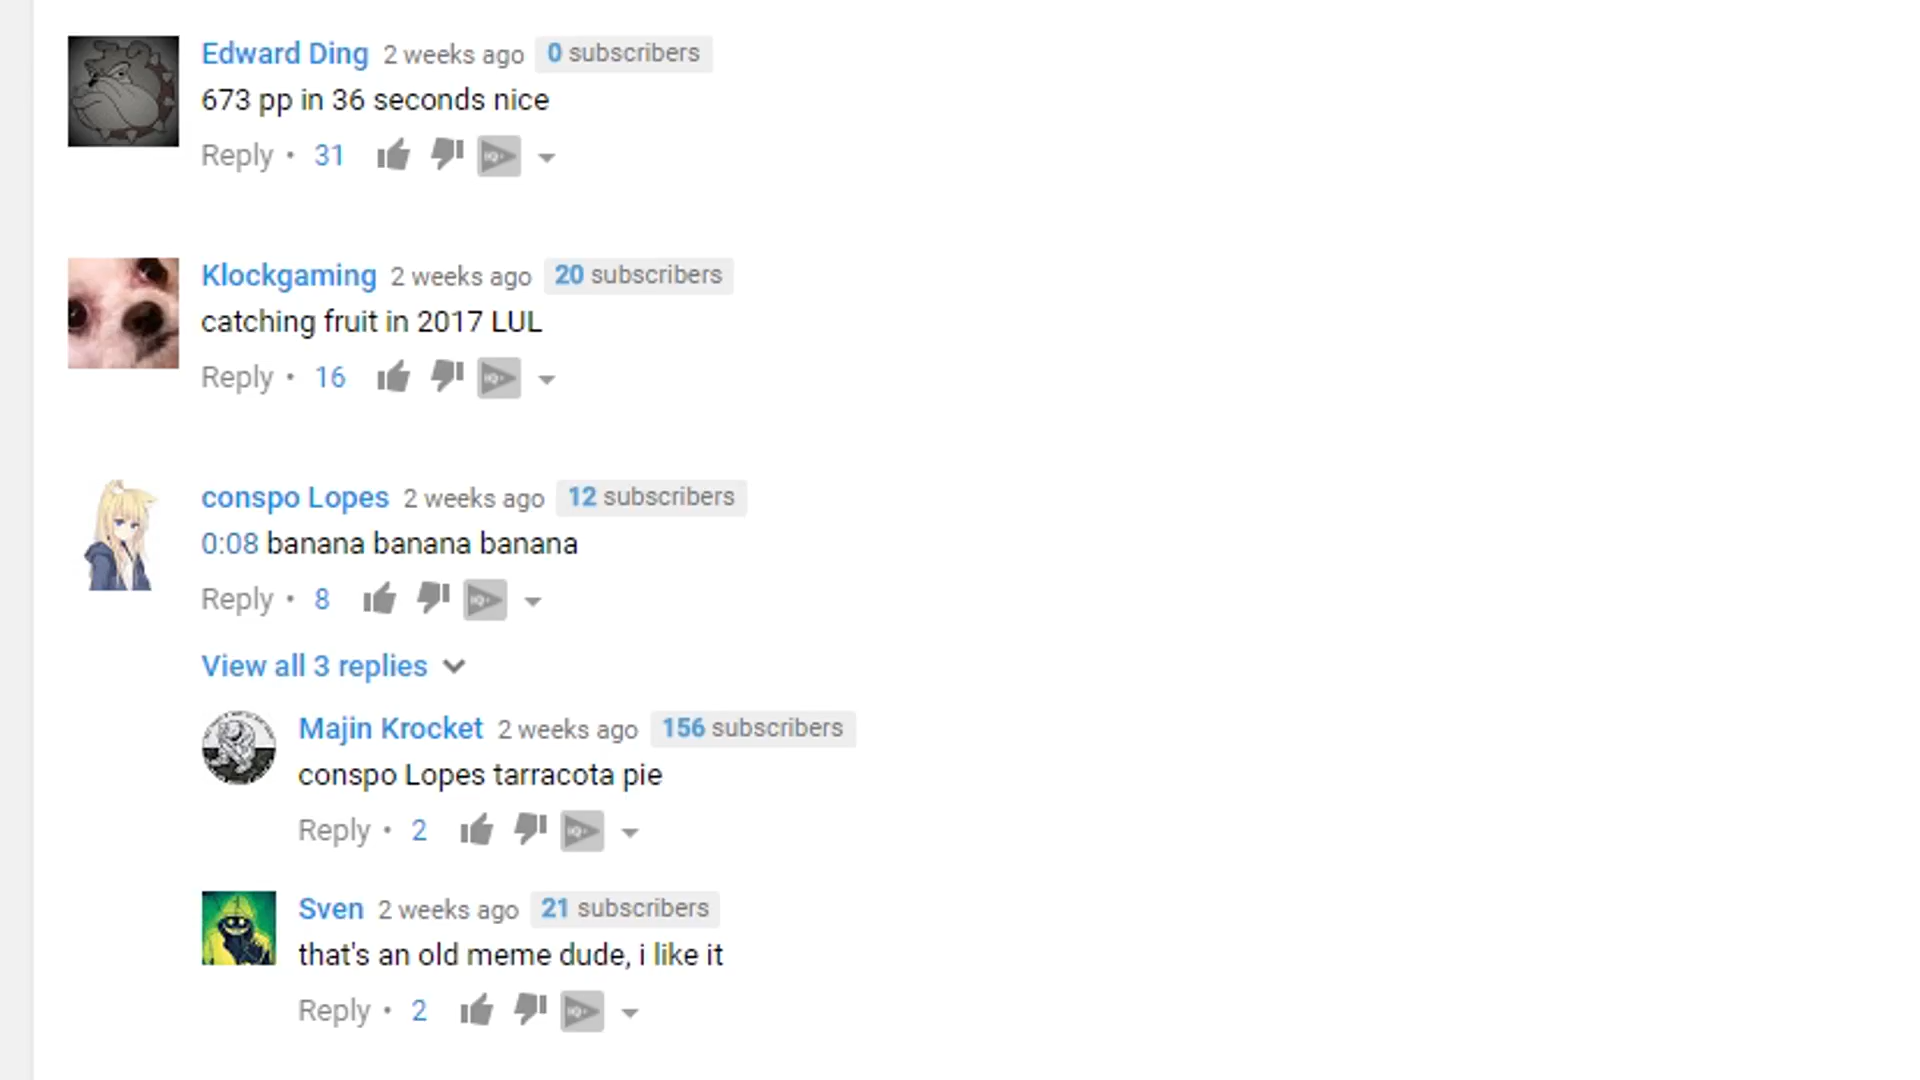 Edward Ding 2 weeks ago 0 subscribers
673 pp in 36 seconds nice
Reply • 31
Klockgaming 2 weeks ago 20 subscribers
catching fruit in 2017 LUL
Reply • 16
conspo Lopes 2 weeks ago 12 subscribers
0:08 banana banana banana
Reply • 8
View all 3 replies
Majin Krocket 2 weeks ago 156 subscribers
conspo Lopes tarracota pie
Reply • 2
Sven 2 weeks ago 21 subscribers
that's an old meme dude, i like it
Reply • 2